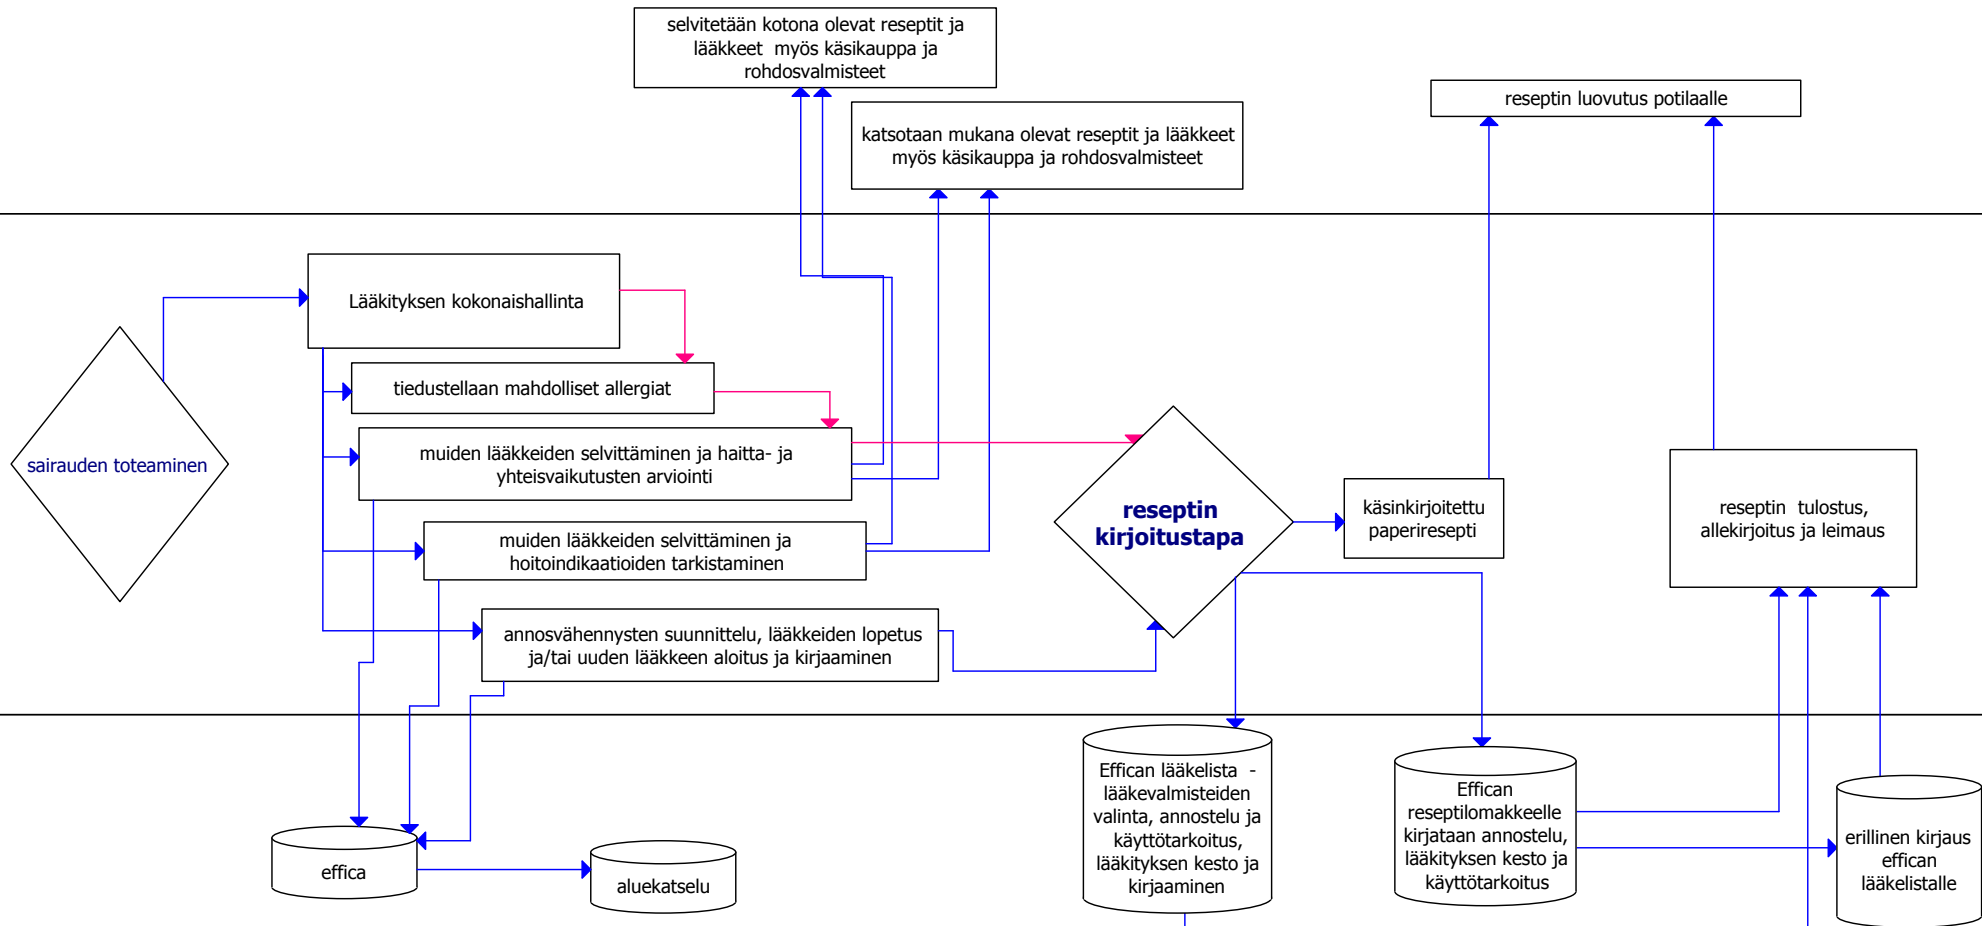 selvitetään kotona olevat reseptit ja
lääkkeet myös käsikauppa ja
rohdosvalmisteet
reseptin luovutus potilaalle
katsotaan mukana olevat reseptit ja lääkkeet
myös käsikauppa ja rohdosvalmisteet
Lääkityksen kokonaishallinta
tiedustellaan mahdolliset allergiat
sairauden toteaminen
muiden lääkkeiden selvittäminen ja haitta- ja
yhteisvaikutusten arviointi
muiden lääkkeiden selvittäminen ja
hoitoindikaatioiden tarkistaminen
annosvähennysten suunnittelu, lääkkeiden lopetus
ja/tai uuden lääkkeen aloitus ja kirjaaminen
reseptin
kirjoitustapa
käsinkirjoitettu
paperiresepti
reseptin tulostus,
allekirjoitus ja leimaus
effica
aluekatselu
Effican lääkelista -
lääkevalmisteiden
valinta, annostelu ja
käyttötarkoitus,
lääkityksen kesto ja
kirjaaminen
Effican
reseptilomakkeelle
kirjataan annostelu,
lääkityksen kesto ja
käyttötarkoitus
erillinen kirjaus
effican
lääkelistalle